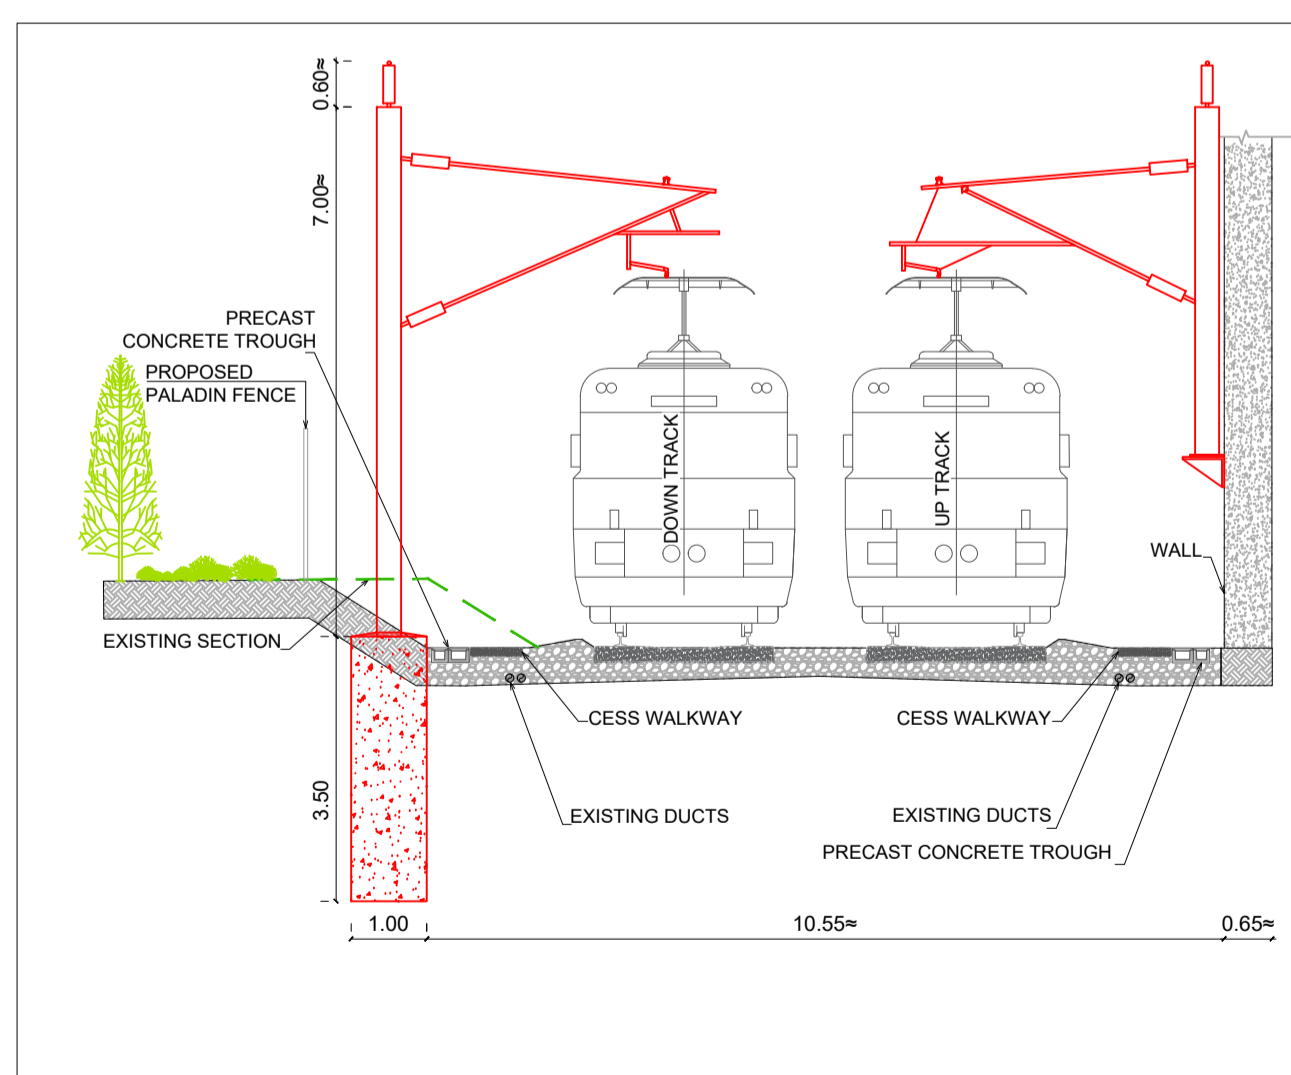 0.60≈
7.00≈
PRECAST
CONCRETE TROUGH
PROPOSED
PALADIN FENCE
DOWN TRACK
UP TRACK
WALL
EXISTING SECTION
CESS WALKWAY
CESS WALKWAY
3.50
EXISTING DUCTS
EXISTING DUCTS
PRECAST CONCRETE TROUGH
1.00
10.55≈
0.65≈